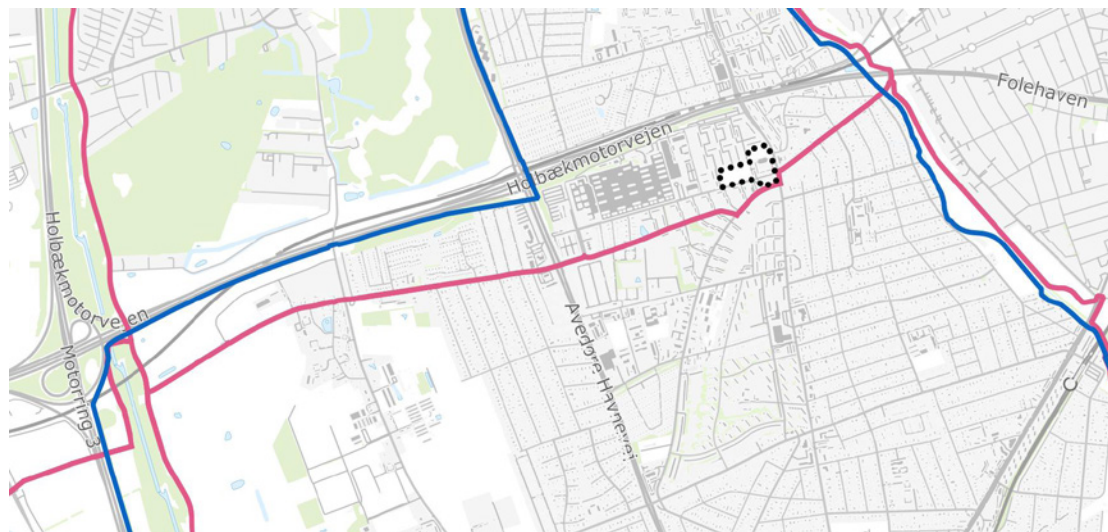 Folehaven
Holbækmotorvejen
Holbækmotorvejen
Motorring 3
Avedøre Havnevej
C